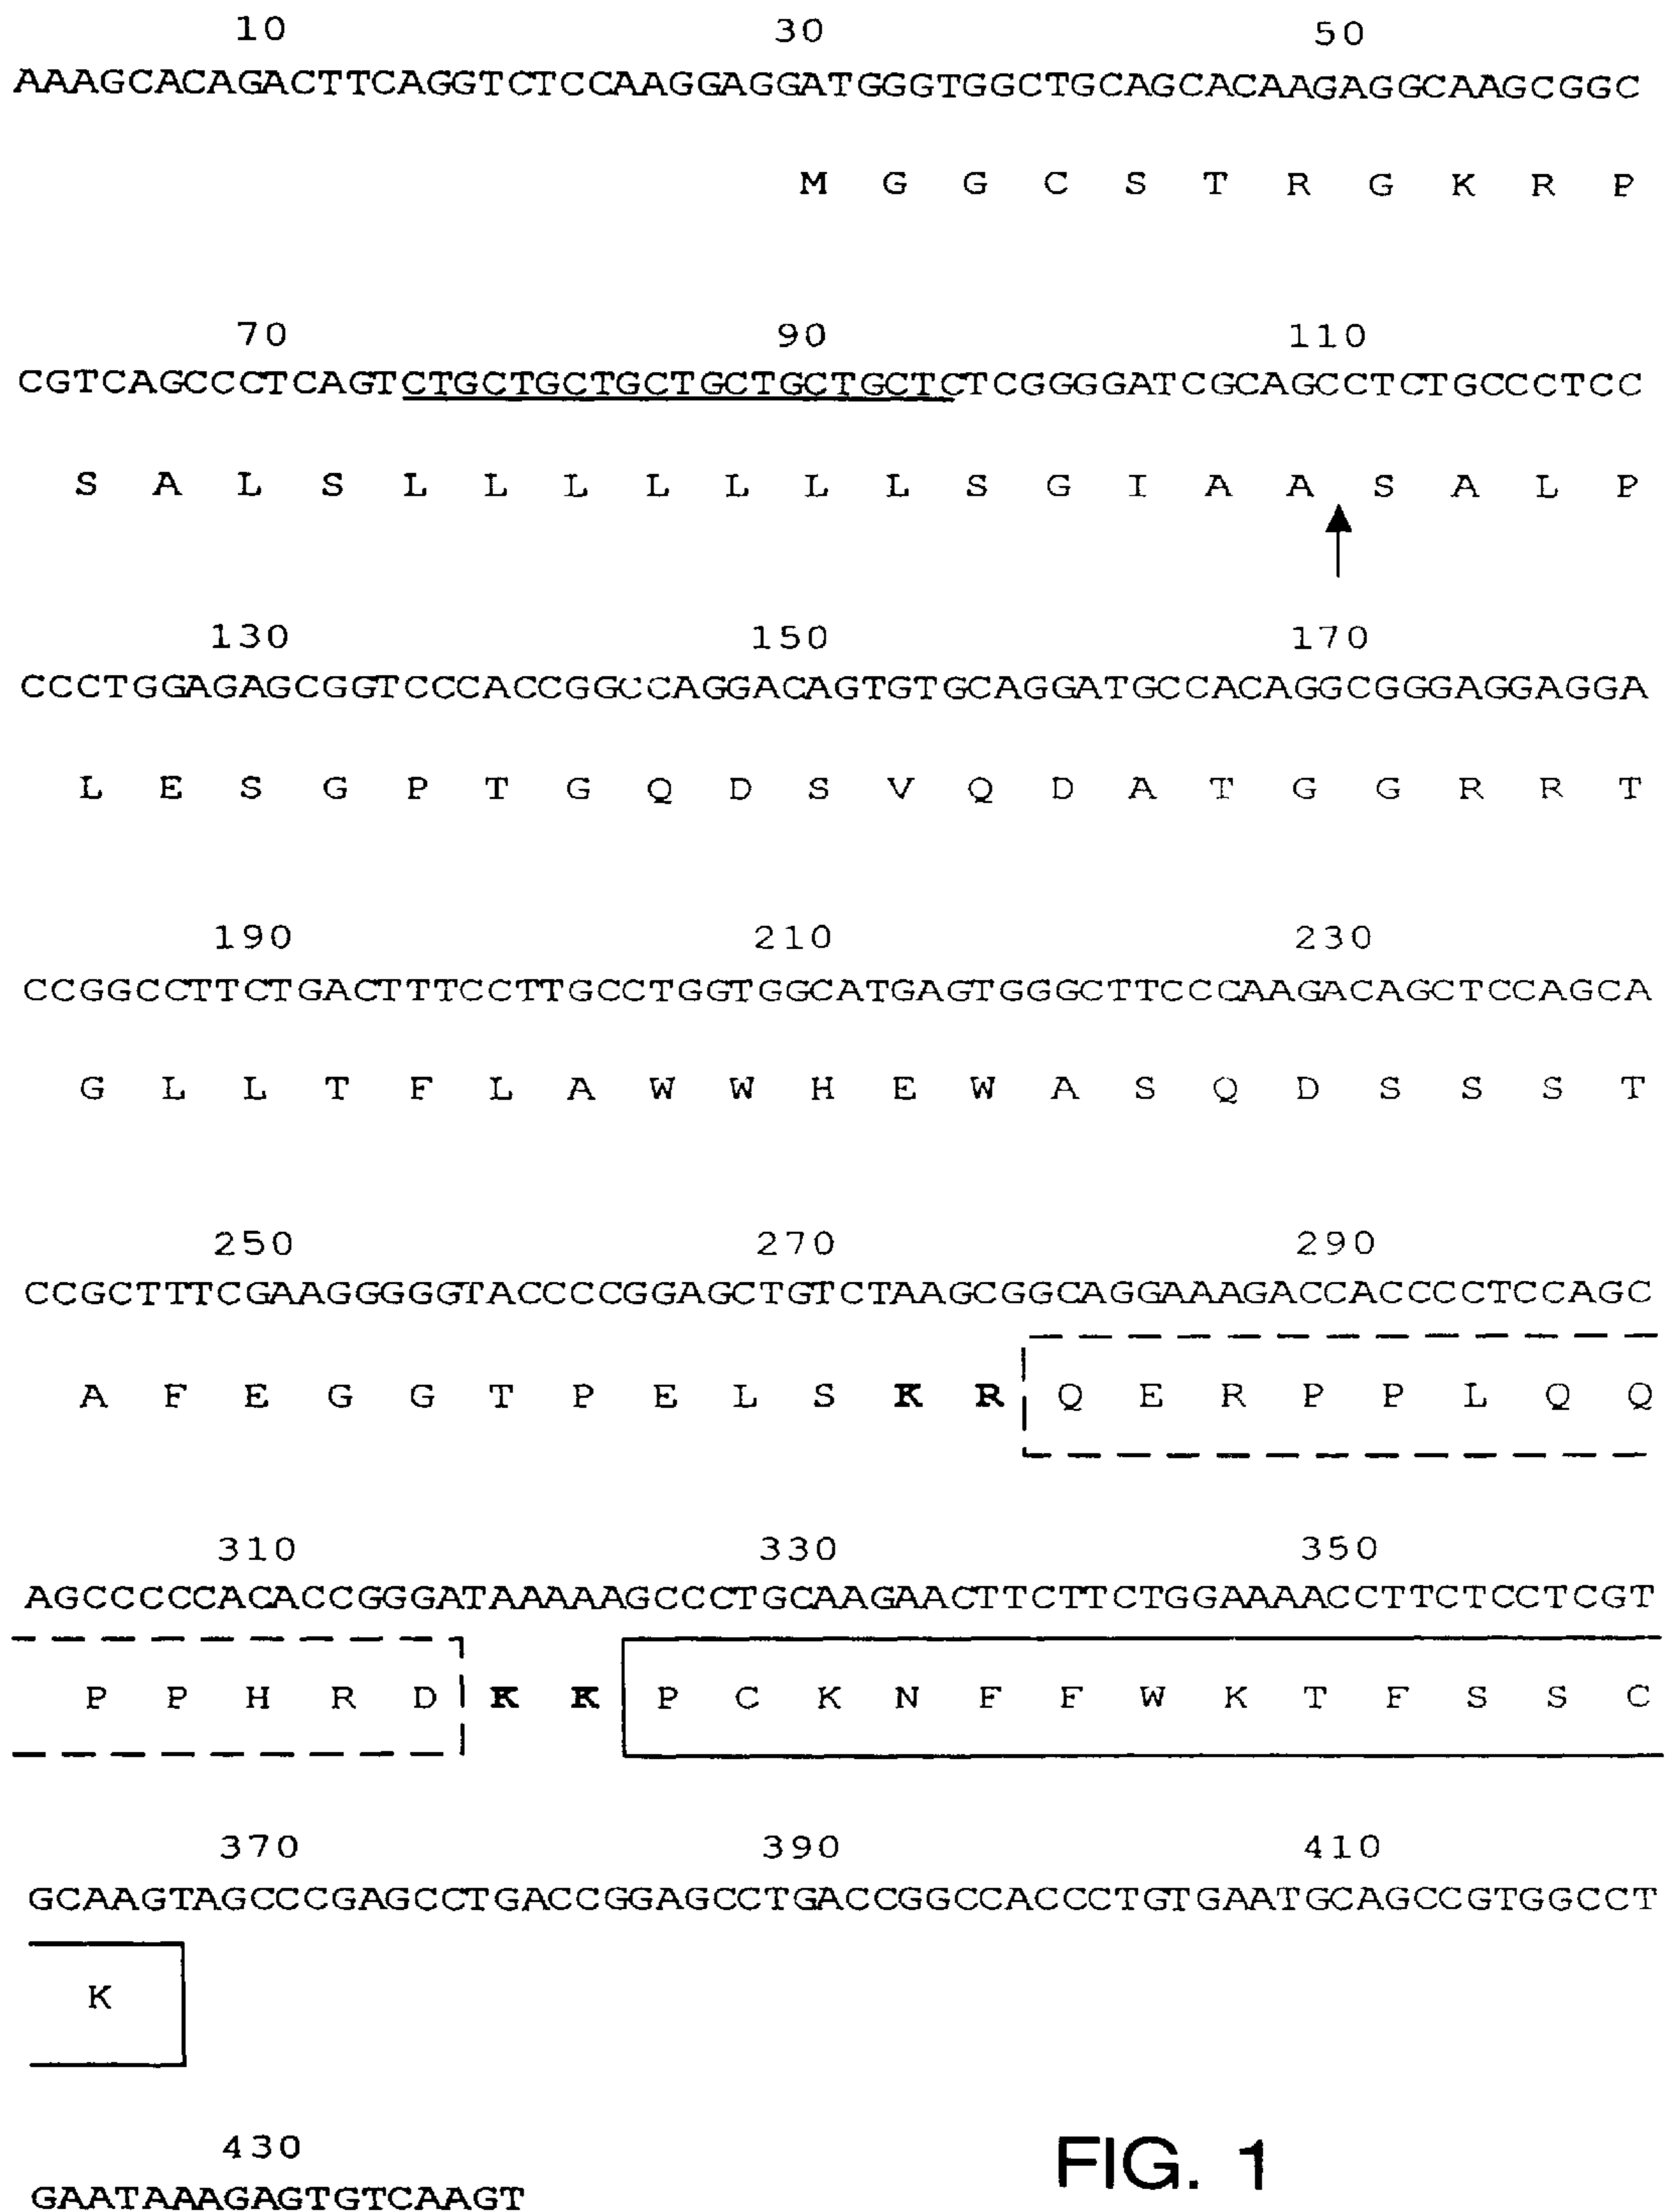 10 30 50
AAAGCACAGACTTCAGGTCTCCAAGGAGGATGGGTGGCTGCAGCACAAGAGGCAAGCGGC
M G G C S T R G K R P
70 90 110
CGTCAGCCCTCAGTCTGCTGCTGCTGCTGCTGCTCTCGGGGATCGCAGCCTCTGCCCTCC
S A L S L L L L L L L S G I A A S A L P
130 150 170
CCCTGGAGAGCGGTCCCACCGGCCAGGACAGTGTGCAGGATGCCACAGGCGGGAGGAGGA
L E S G P T G Q D S V Q D A T G G R R T
190 210 230
CCGGCCTTCTGACTTTCCTTGCCTGGTGGCATGAGTGGGCTTCCCAAGACAGCTCCAGCA
G L L T F L A W W H E W A S Q D S S S T
250 270 290
CCGCTTTCGAAGGGGGTACCCCGGAGCTGTCTAAGCGGCAGGAAAGACCACCCCTCCAGC
A F E G G T P E L S K R Q E R P P L Q Q
310 330 350
AGCCCCCACACCGGGATAAAAAGCCCTGCAAGAACTTCTTCTGGAAAACCTTCTCCTCGT
P P H R D K K P C K N F F W K T F S S C
370 390 410
GCAAGTAGCCCGAGCCTGACCGGAGCCTGACCGGCCACCCTGTGAATGCAGCCGTGGCCT
K
430
GAATAAAGAGTGTCAAGT
FIG. 1